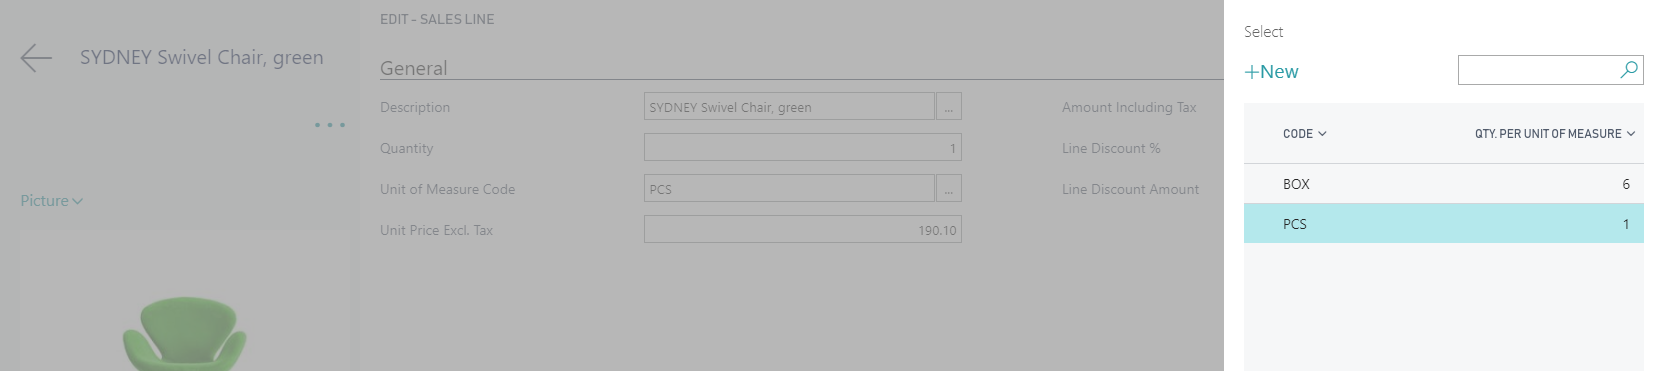 SYDNEY Swivel Chair, green
Picture
EDIT - SALES LINE
General
Description SYDNEY Swivel Chair, green ... Amount Including Tax
Quantity 1 Line Discount %
Unit of Measure Code PCS ... Line Discount Amount
Unit Price Excl. Tax 190.10
Select
+New
CODE QTY. PER UNIT OF MEASURE
BOX 6
PCS 1